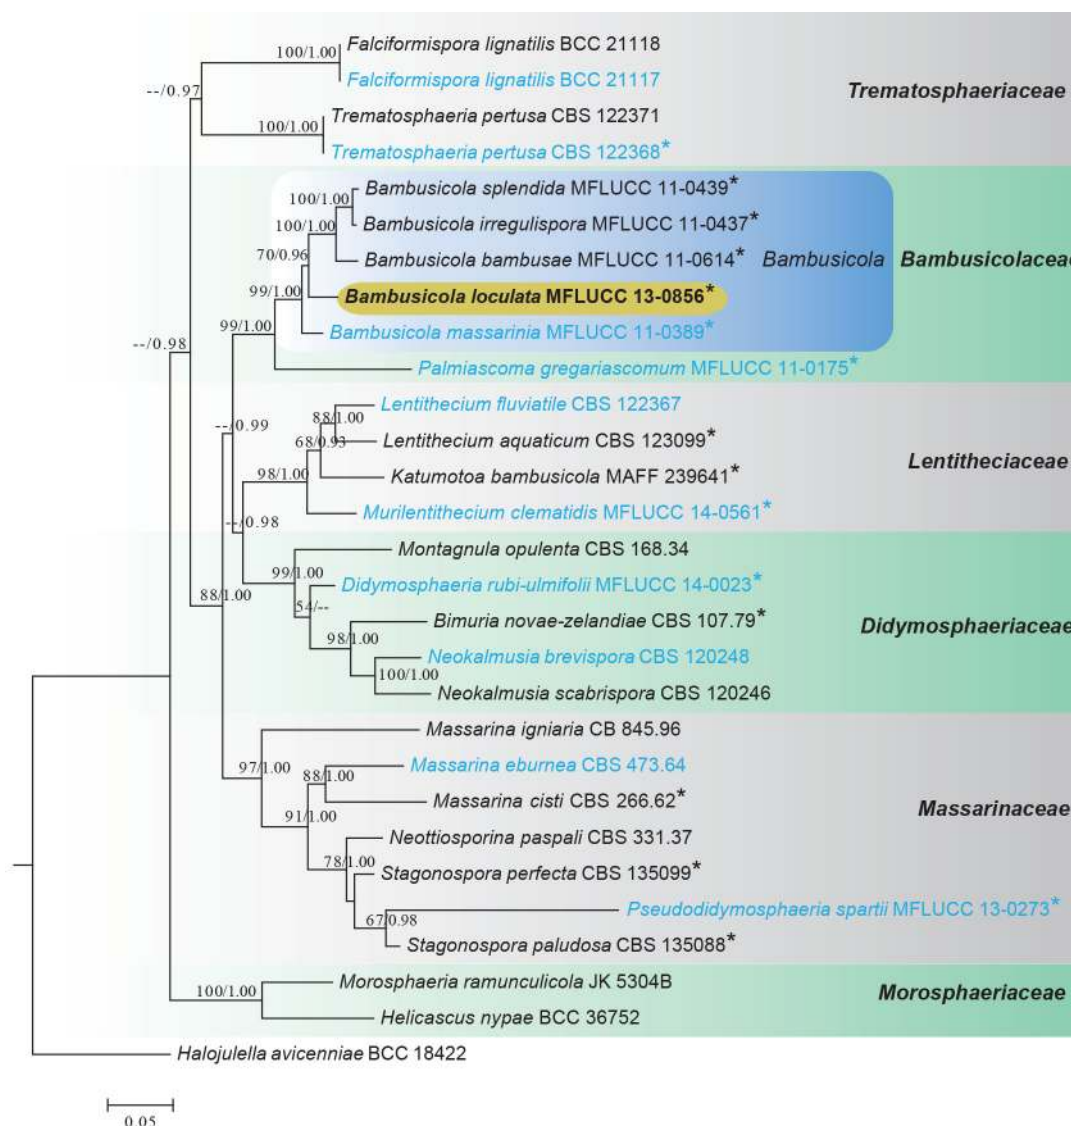 Falciformispora lignatilis BCC 21118
100/1.00
Falciformispora lignatilis BCC 21117
--/0.97
Trematosphaeriaceae
Trematosphaeria pertusa CBS 122371
100/1.00
Trematosphaeria pertusa CBS 122368*
Bambusicola splendida MFLUCC 11-0439*
100/1.00
Bambusicola irregulispora MFLUCC 11-0437*
100/1.00
Bambusicola bambusae MFLUCC 11-0614*
Bambusicola
Bambusicolaceae
70/0.96
Bambusicola loculata MFLUCC 13-0856*
99/1.00
Bambusicola massarinia MFLUCC 11-0389*
99/1.00
--/0.98
Palmiascoma gregariascomum MFLUCC 11-0175*
Lentithecium fluviatile CBS 122367
88/1.00
--/0.99
Lentithecium aquaticum CBS 123099*
68/0.93
Lentitheciaceae
Katumotoa bambusicola MAFF 239641*
98/1.00
Murilentithecium clematidis MFLUCC 14-0561*
--/0.98
Montagnula opulenta CBS 168.34
99/1.00
Didymosphaeria rubi-ulmifolii MFLUCC 14-0023*
88/1.00
54/--
Bimuria novae-zelandiae CBS 107.79*
Didymosphaeriaceae
98/1.00
Neokalmusia brevispora CBS 120248
100/1.00
Neokalmusia scabrispora CBS 120246
Massarina igniaria CB 845.96
97/1.00
Massarina eburnea CBS 473.64
88/1.00
Massarina cisti CBS 266.62*
Massarinaceae
91/1.00
Neottiosporina paspali CBS 331.37
78/1.00
Stagonospora perfecta CBS 135099*
Pseudodidymosphaeria spartii MFLUCC 13-0273*
67/0.98
Stagonospora paludosa CBS 135088*
Morosphaeria ramunculicola JK 5304B
100/1.00
Morosphaeriaceae
Helicascus nypae BCC 36752
Halojulella avicenniae BCC 18422
0.05